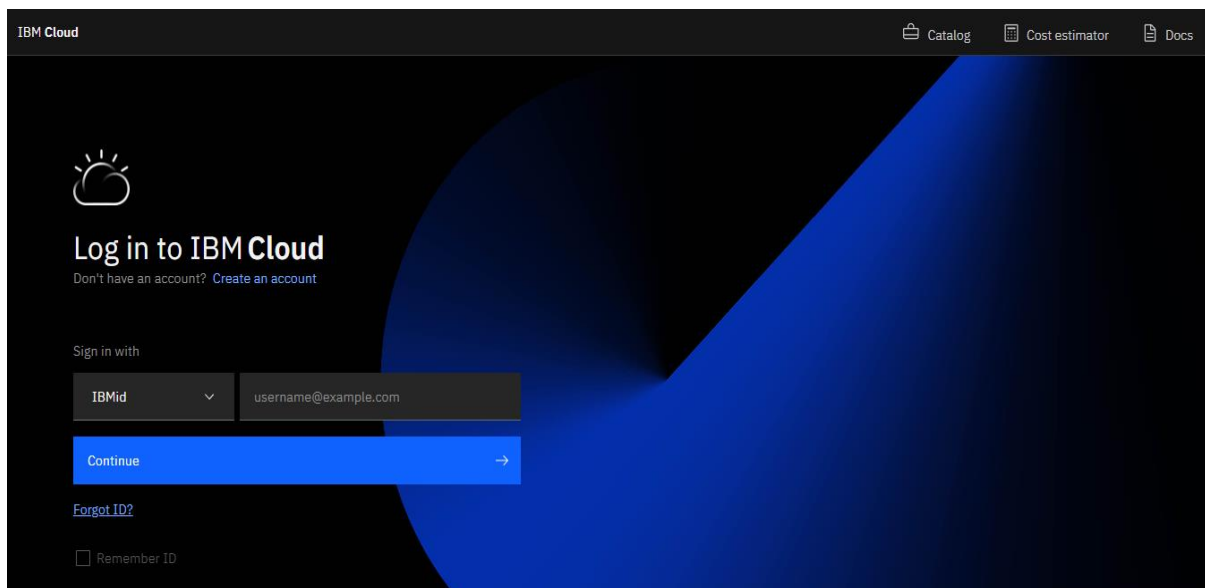 IBM Cloud
Catalog
Cost estimator
Docs
Log in to IBM Cloud
Don't have an account? Create an account
Sign in with
IBMid
username@example.com
Continue
Forgot ID?
Remember ID